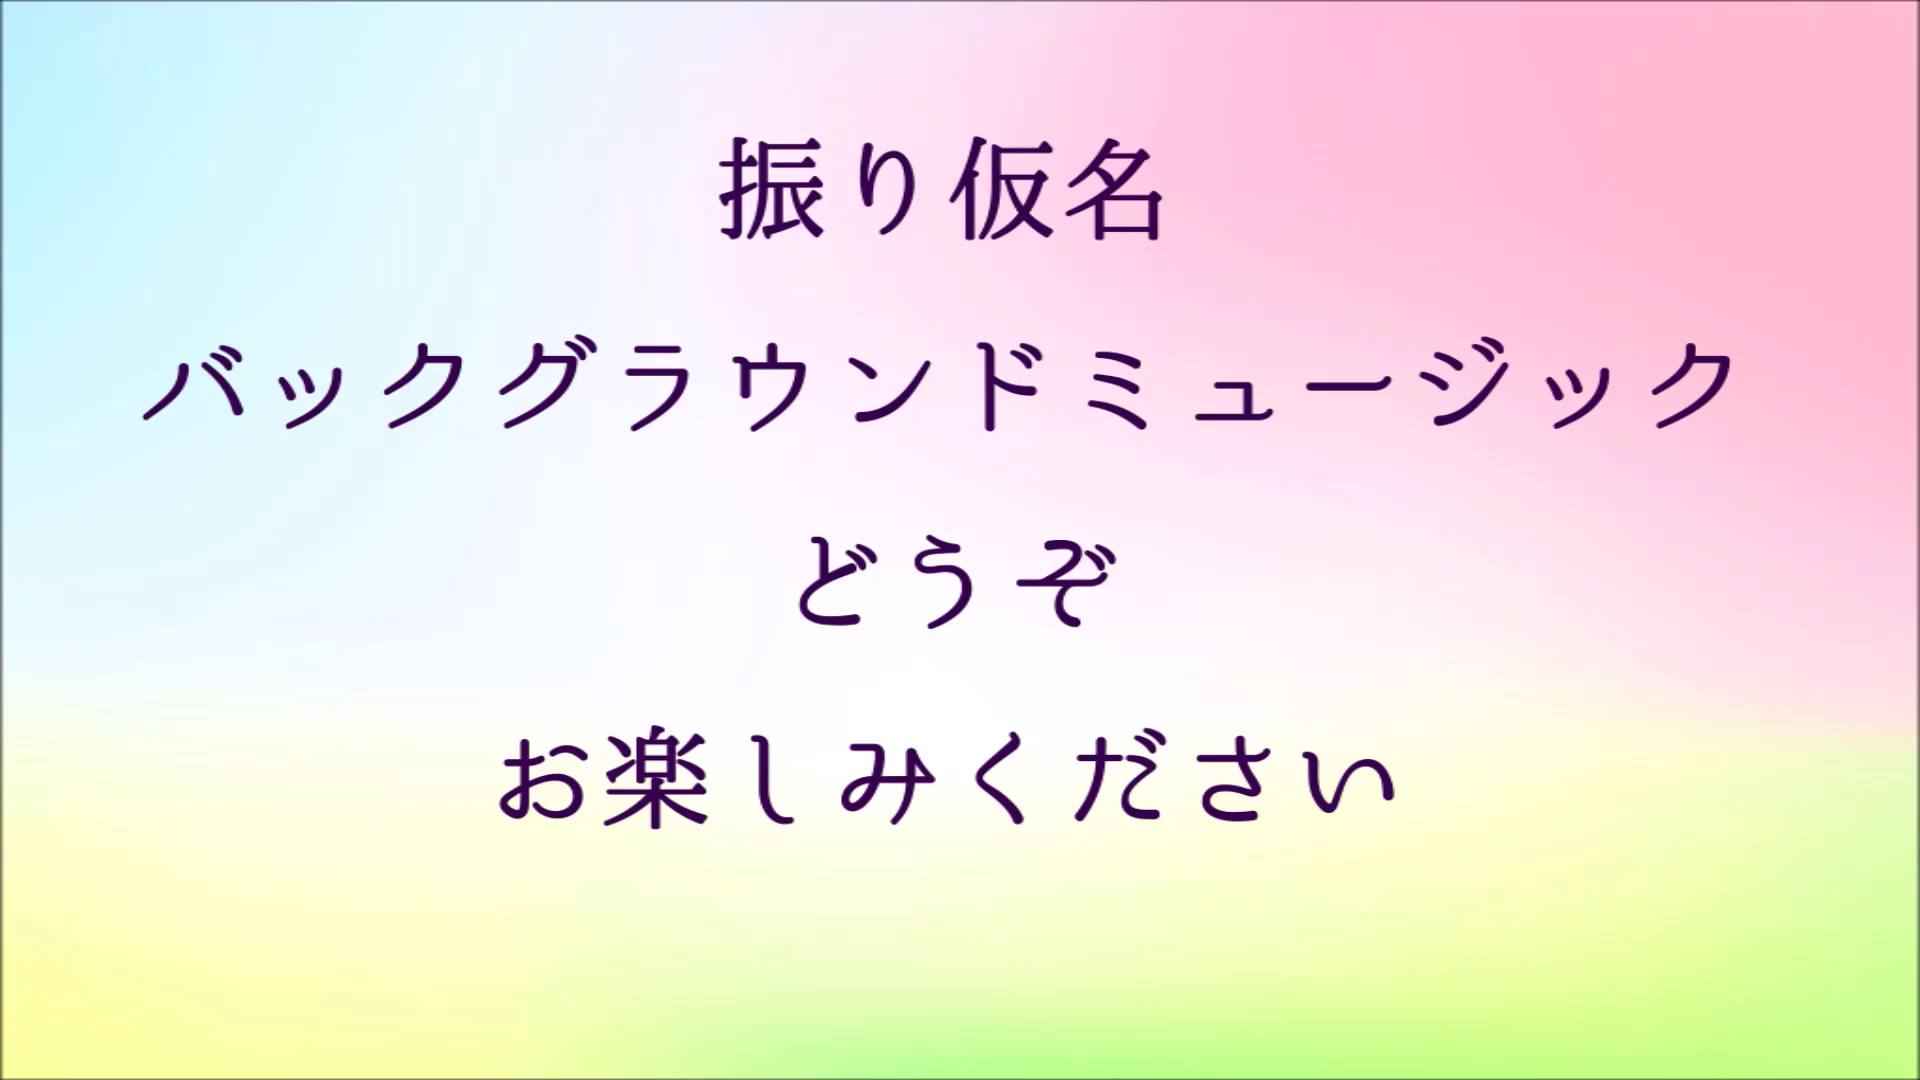 振り仮名
バックグラウンドミュージック
どうぞ
お楽しみください